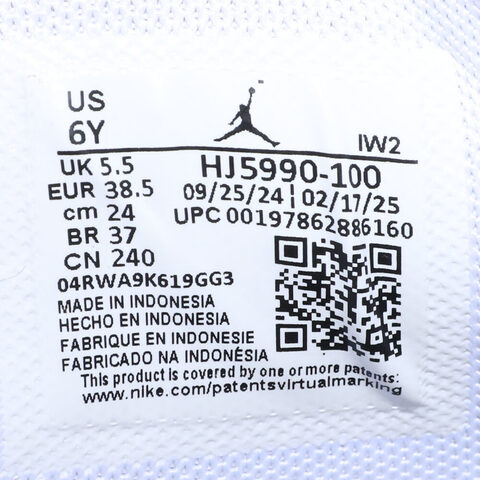 US
6Y
IW2
UK 5.5
HJ5990-100
EUR 38.5
09/25/24 | 02/17/25
cm 24
UPC 00197862886160
BR 37
CN 240
04RWA9K619GG3
MADE IN INDONESIA
HECHO EN INDONESIA
FABRIQUE EN INDONESIE
FABRICADO NA INDONÉSIA
This product is covered by one or more patents:
www.nike.com/patentsvirtualmarking